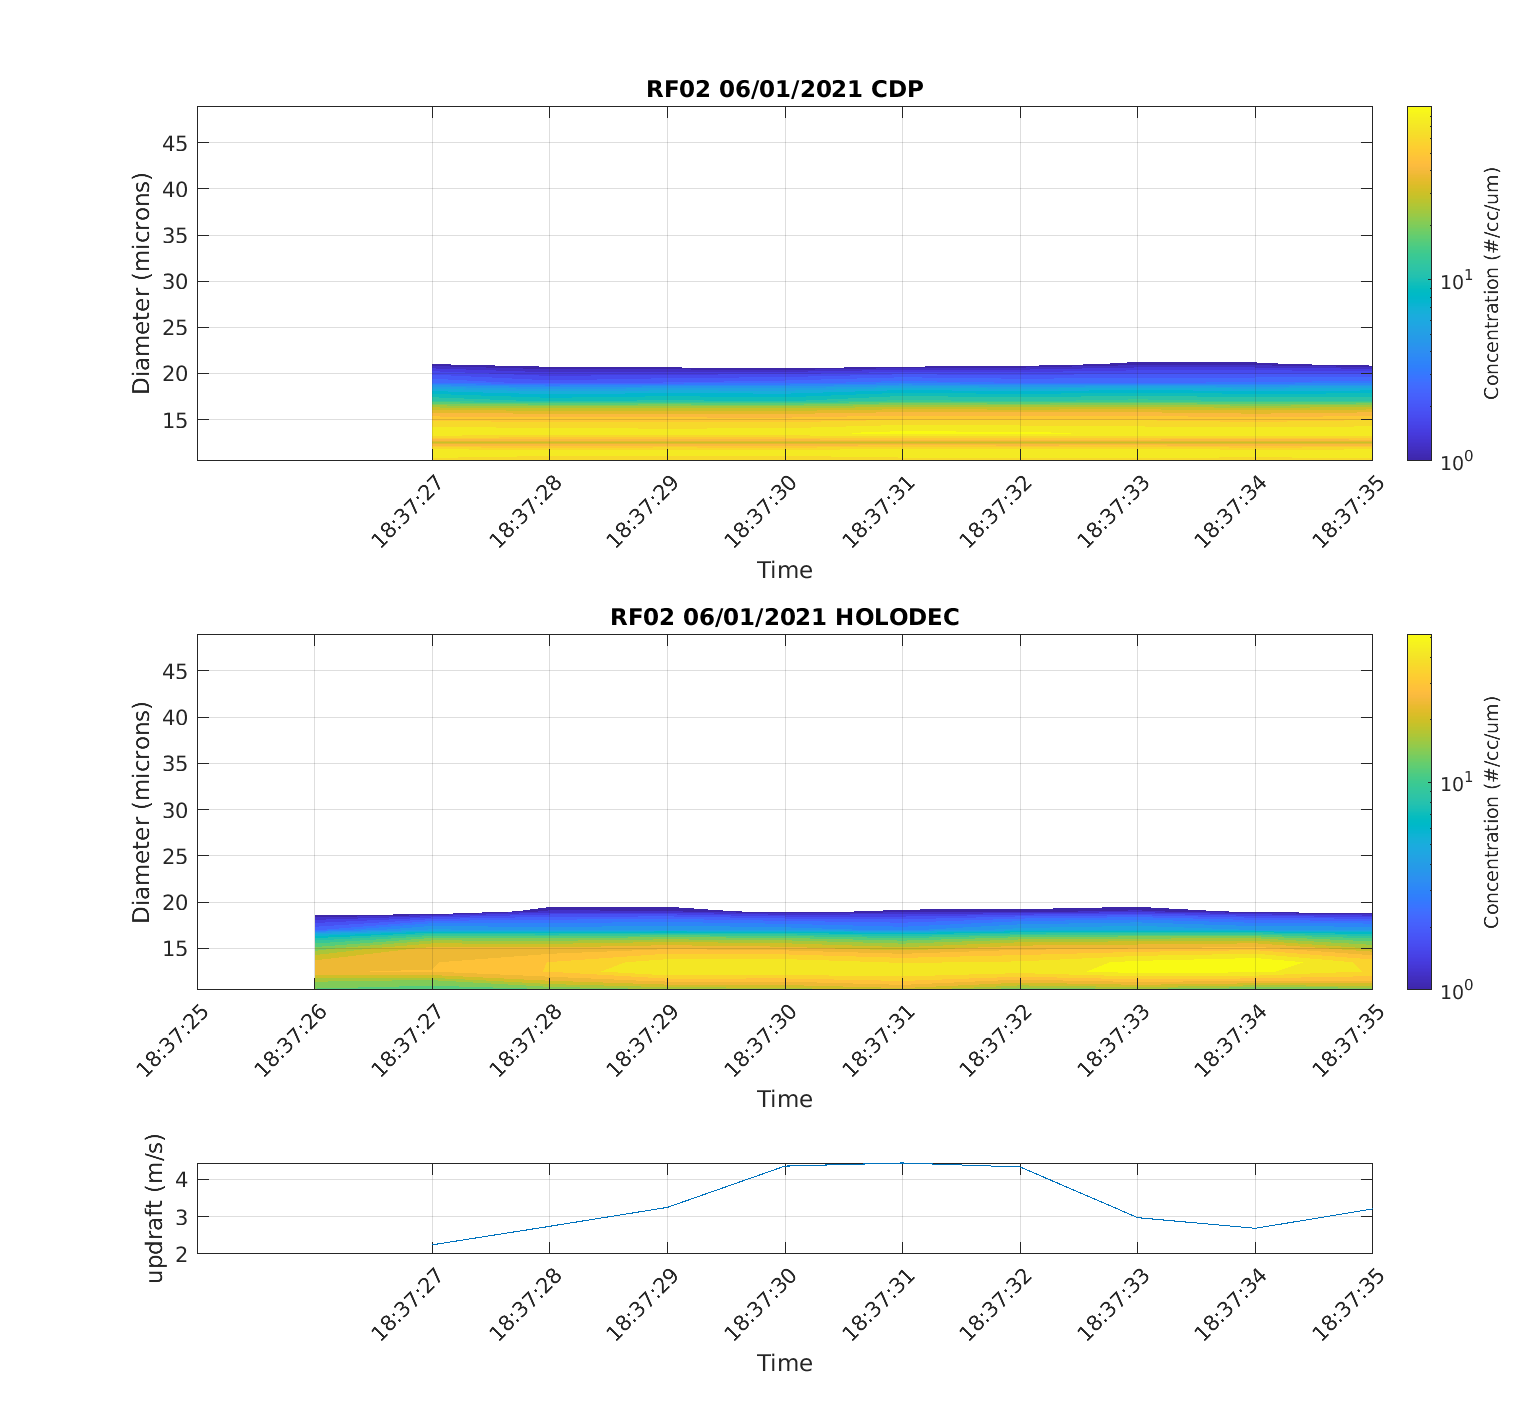 RF02 06/01/2021 CDP
Diameter (microns)
45
40
35
30
25
20
15
18:37:27 18:37:28 18:37:29 18:37:30 18:37:31 18:37:32 18:37:33 18:37:34 18:37:35
Time
10^1
10^0
Concentration (#/cc/um)
RF02 06/01/2021 HOLODEC
Diameter (microns)
45
40
35
30
25
20
15
18:37:25 18:37:26 18:37:27 18:37:28 18:37:29 18:37:30 18:37:31 18:37:32 18:37:33 18:37:34 18:37:35
Time
10^1
10^0
Concentration (#/cc/um)
updraft (m/s)
4
3
2
18:37:27 18:37:28 18:37:29 18:37:30 18:37:31 18:37:32 18:37:33 18:37:34 18:37:35
Time